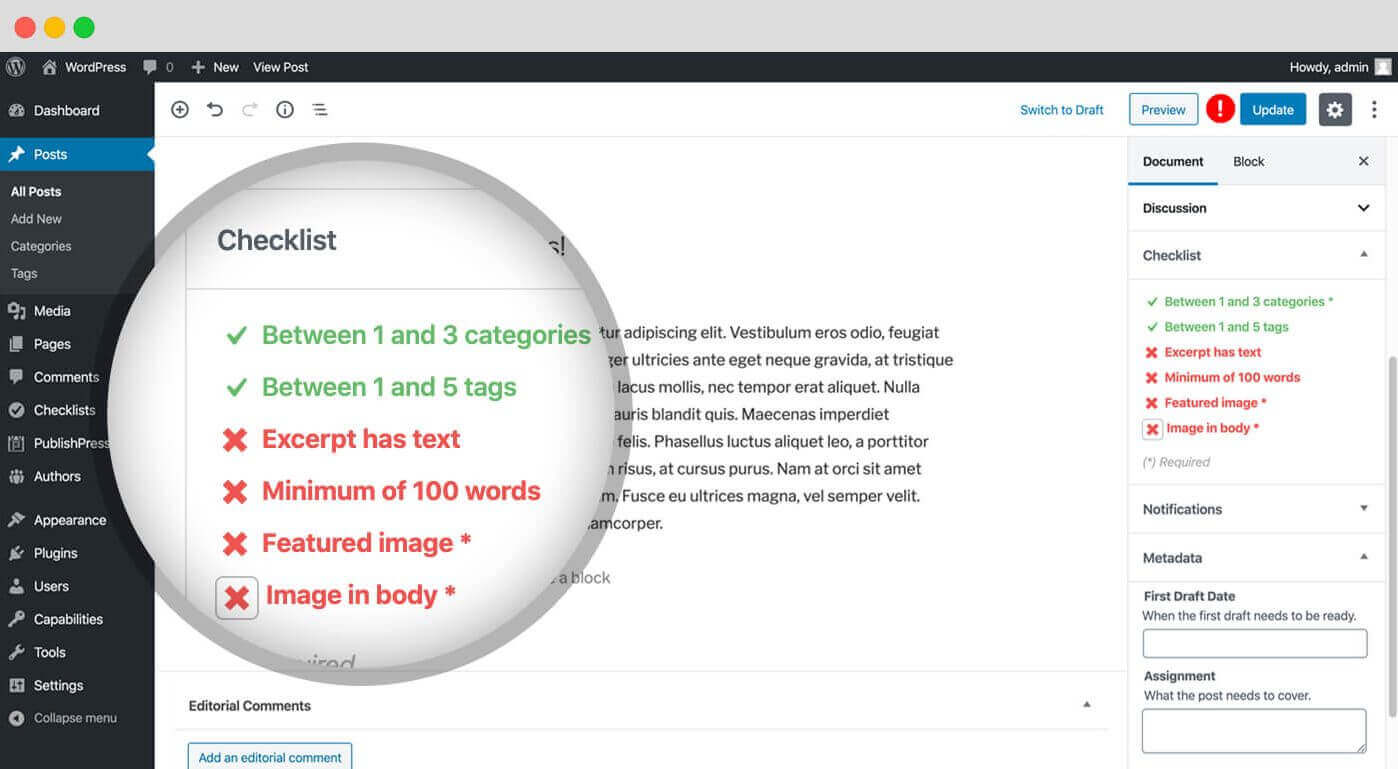 WordPress
0
New
View Post
Howdy, admin
Dashboard
Posts
All Posts
Add New
Categories
Tags
Media
Pages
Comments
Checklists
PublishPress
Authors
Appearance
Plugins
Users
Capabilities
Tools
Settings
Collapse menu
Switch to Draft
Preview
!
Update
Checklist
Between 1 and 3 categories
Between 1 and 5 tags
Excerpt has text
Minimum of 100 words
Featured image *
Image in body *
adipiscing elit. Vestibulum eros odio, feugiat
ultricies ante eget neque gravida, at tristique
lacus mollis, nec tempor erat aliquet. Nulla
blandit quis. Maecenas imperdiet
felis. Phasellus luctus aliquet leo, a porttitor
risus, at cursus purus. Nam at orci sit amet
Fusce eu ultrices magna, vel semper velit.
a block
Editorial Comments
Add an editorial comment
Document
Block
Discussion
Checklist
Between 1 and 3 categories *
Between 1 and 5 tags
Excerpt has text
Minimum of 100 words
Featured image *
Image in body *
(*) Required
Notifications
Metadata
First Draft Date
When the first draft needs to be ready.
Assignment
What the post needs to cover.